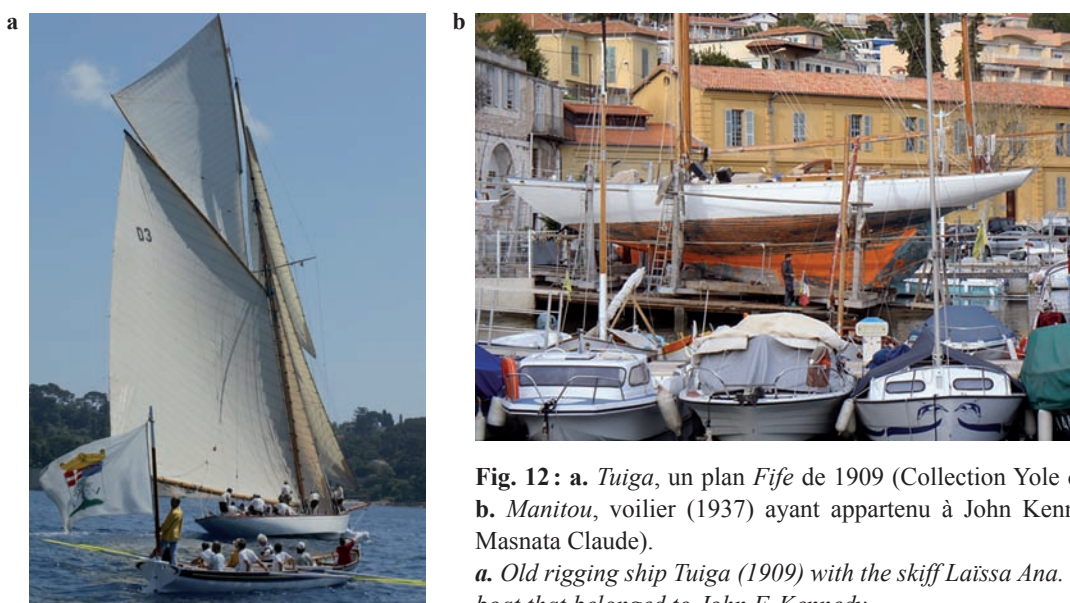 a
b
D3
Fig. 12 : a. Tuiga, un plan Fife de 1909 (Collection Yole
b. Manitou, voilier (1937) ayant appartenu à John
Masnata Claude).
a. Old rigging ship Tuiga (1909) with the skiff Laïssa Ana.
boat that belonged to John F. Kennedy